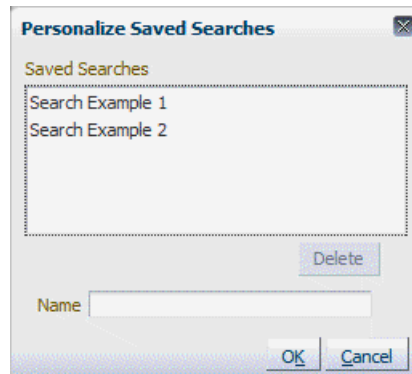 Personalize Saved Searches
Saved Searches
Search Example 1
Search Example 2
Delete
Name
OK Cancel